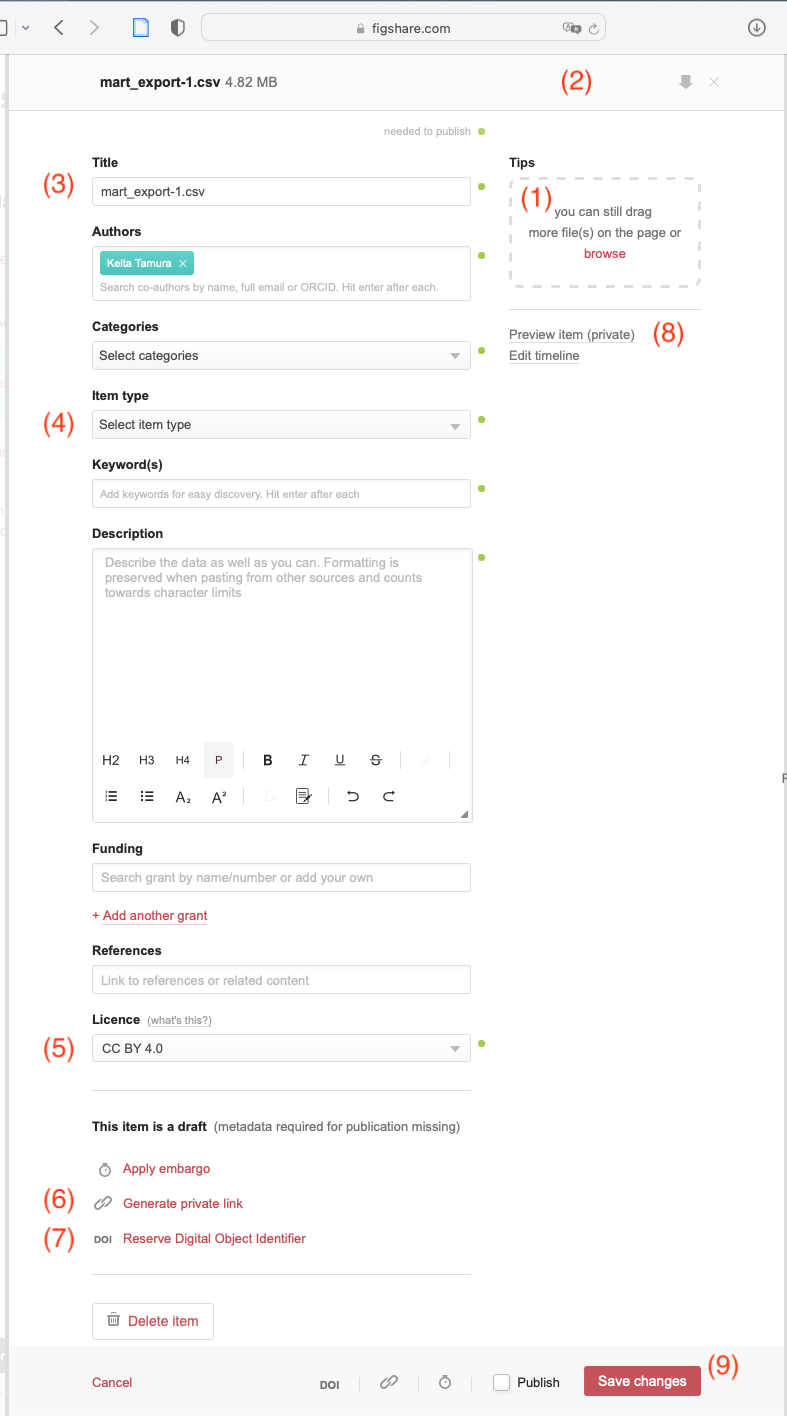 figshare.com
mart_export-1.csv 4.82 MB
(2)
needed to publish
Title
(3)
mart_export-1.csv
Tips
(1)
you can still drag
more file(s) on the page or
browse
Authors
Keita Tamura ×
Search co-authors by name, full email or ORCID. Hit enter after each.
Preview item (private)
(8)
Edit timeline
Categories
Select categories
Item type
(4)
Select item type
Keyword(s)
Add keywords for easy discovery. Hit enter after each
Description
Describe the data as well as you can. Formatting is
preserved when pasting from other sources and counts
towards character limits
H2 H3 H4 P B I U S
A₂ A²
Funding
Search grant by name/number or add your own
+ Add another grant
References
Link to references or related content
Licence (what's this?)
(5)
CC BY 4.0
This item is a draft (metadata required for publication missing)
Apply embargo
(6)
Generate private link
(7)
DOI Reserve Digital Object Identifier
Delete item
Cancel
DOI
Publish
Save changes
(9)